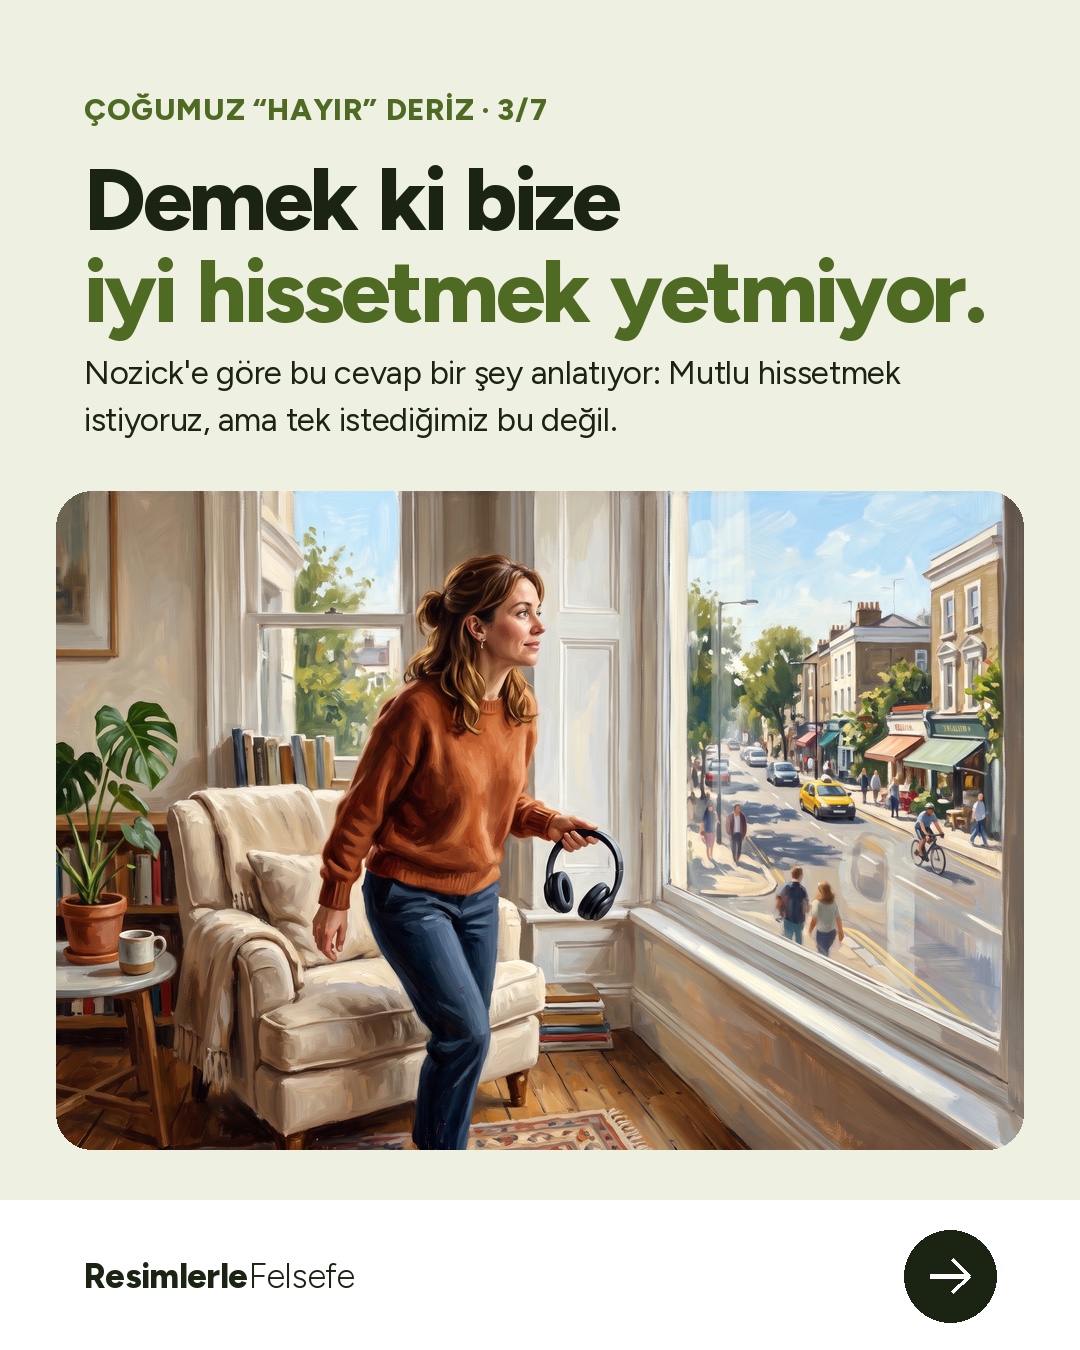 ÇOĞUMUZ “HAYIR” DERİZ · 3/7
Demek ki bize
iyi hissetmek yetmiyor.
Nozick'e göre bu cevap bir şey anlatıyor: Mutlu hissetmek
istiyoruz, ama tek istediğimiz bu değil.
ResimlerleFelsefe